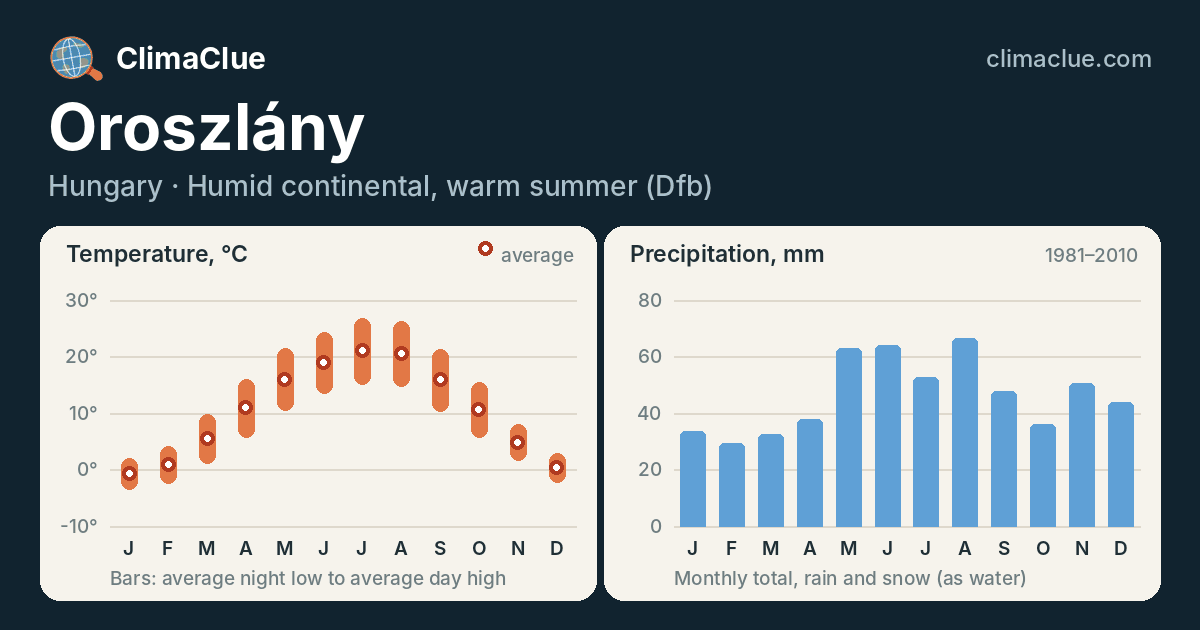 ClimaClue
climaclue.com
Oroszlány
Hungary · Humid continental, warm summer (Dfb)
Temperature, °C
average
30°
20°
10°
0°
-10°
J F M A M J J A S O N D
Bars: average night low to average day high
Precipitation, mm
1981–2010
80
60
40
20
0
J F M A M J J A S O N D
Monthly total, rain and snow (as water)